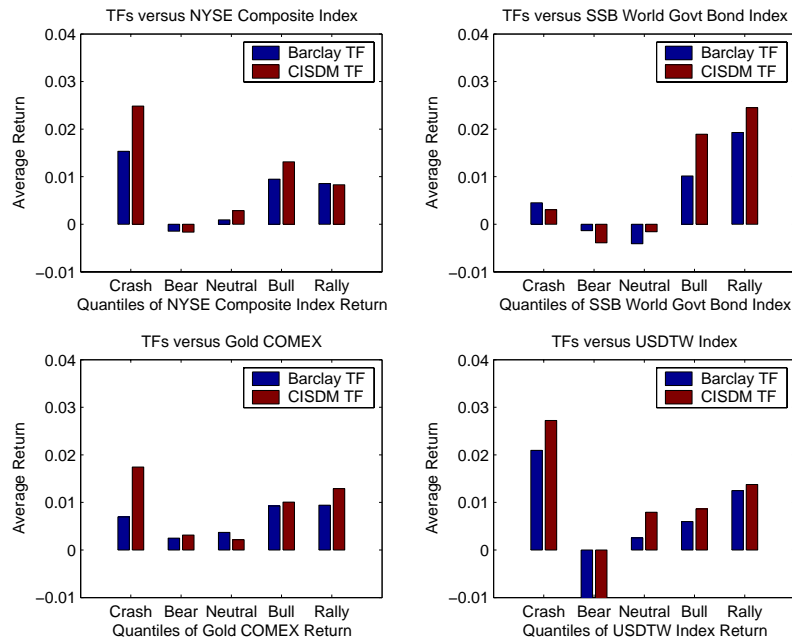 TFs versus NYSE Composite Index
0.04
0.03
0.02
0.01
0
−0.01
Average Return
Barclay TF
CISDM TF
Crash Bear Neutral Bull Rally
Quantiles of NYSE Composite Index Return
TFs versus SSB World Govt Bond Index
0.04
0.03
0.02
0.01
0
−0.01
Average Return
Barclay TF
CISDM TF
Crash Bear Neutral Bull Rally
Quantiles of SSB World Govt Bond Index
TFs versus Gold COMEX
0.04
0.03
0.02
0.01
0
−0.01
Average Return
Barclay TF
CISDM TF
Crash Bear Neutral Bull Rally
Quantiles of Gold COMEX Return
TFs versus USDTW Index
0.04
0.03
0.02
0.01
0
−0.01
Average Return
Barclay TF
CISDM TF
Crash Bear Neutral Bull Rally
Quantiles of USDTW Index Return